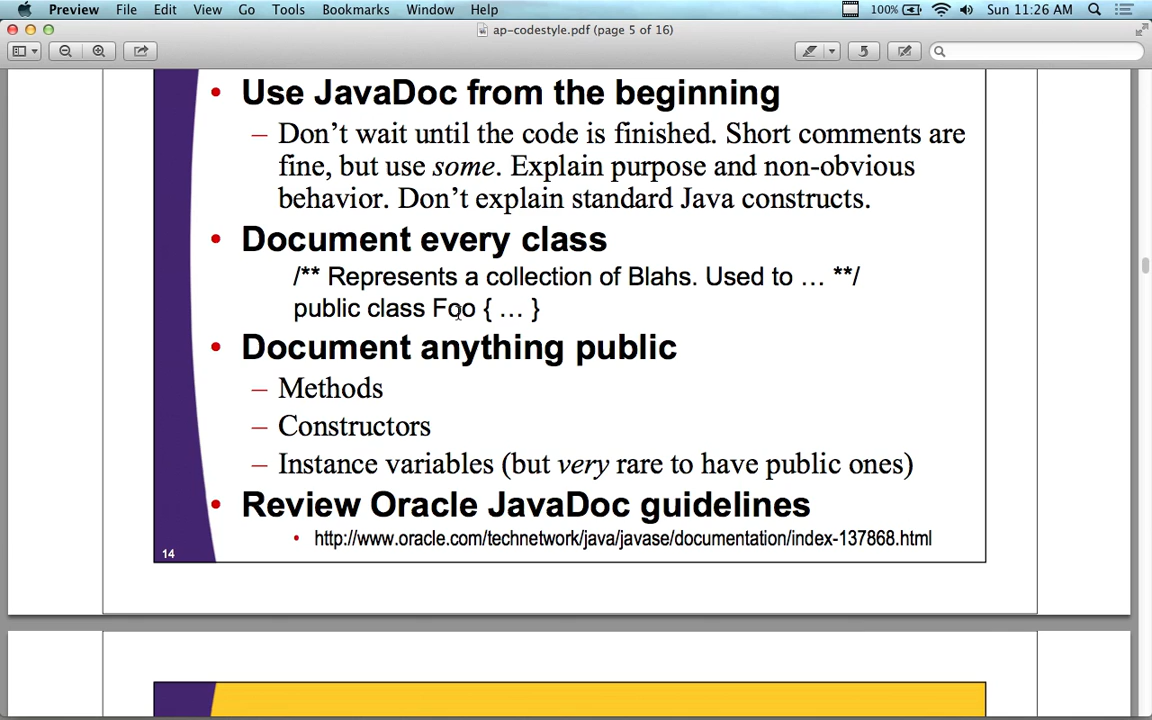 Preview File Edit View Go Tools Bookmarks Window Help 100% Sun 11:26 AM
ap-codestyle.pdf (page 5 of 16)
• Use JavaDoc from the beginning
– Don’t wait until the code is finished. Short comments are
fine, but use some. Explain purpose and non-obvious
behavior. Don’t explain standard Java constructs.
• Document every class
/** Represents a collection of Blahs. Used to … **/
public class Foo { … }
• Document anything public
– Methods
– Constructors
– Instance variables (but very rare to have public ones)
• Review Oracle JavaDoc guidelines
• http://www.oracle.com/technetwork/java/javase/documentation/index-137868.html
14